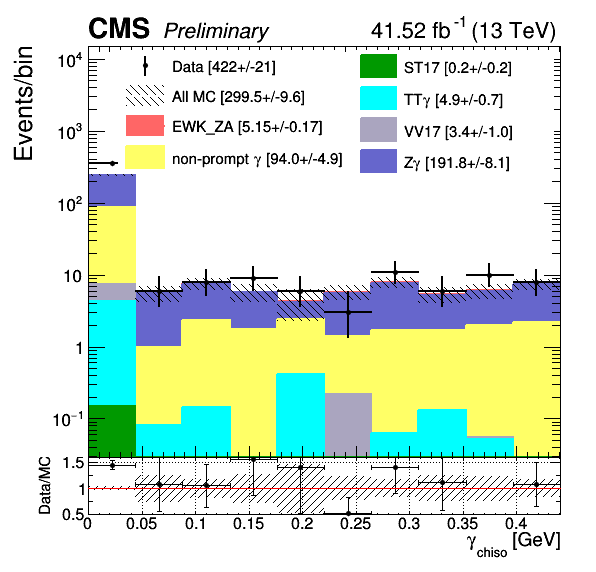 CMS Preliminary 41.52 fb⁻¹ (13 TeV)
Events/bin
10⁴
10³
10²
10
1
10⁻¹
Data [422+/-21]
All MC [299.5+/-9.6]
EWK_ZA [5.15+/-0.17]
non-prompt γ [94.0+/-4.9]
ST17 [0.2+/-0.2]
TTγ [4.9+/-0.7]
VV17 [3.4+/-1.0]
Zγ [191.8+/-8.1]
Data/MC
1.5
1
0.5
0 0.05 0.1 0.15 0.2 0.25 0.3 0.35 0.4
γchiso [GeV]